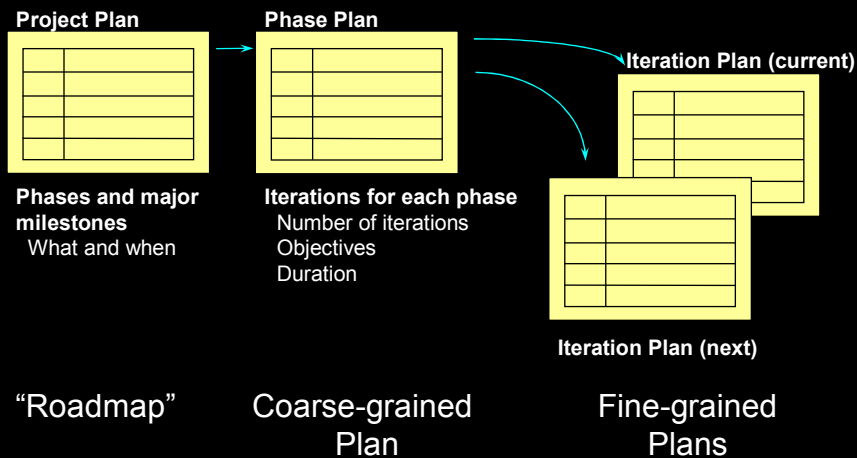 Project Plan
Phases and major
milestones
What and when
Phase Plan
Iterations for each phase
Number of iterations
Objectives
Duration
Iteration Plan (current)
Iteration Plan (next)
“Roadmap”
Coarse-grained
Plan
Fine-grained
Plans